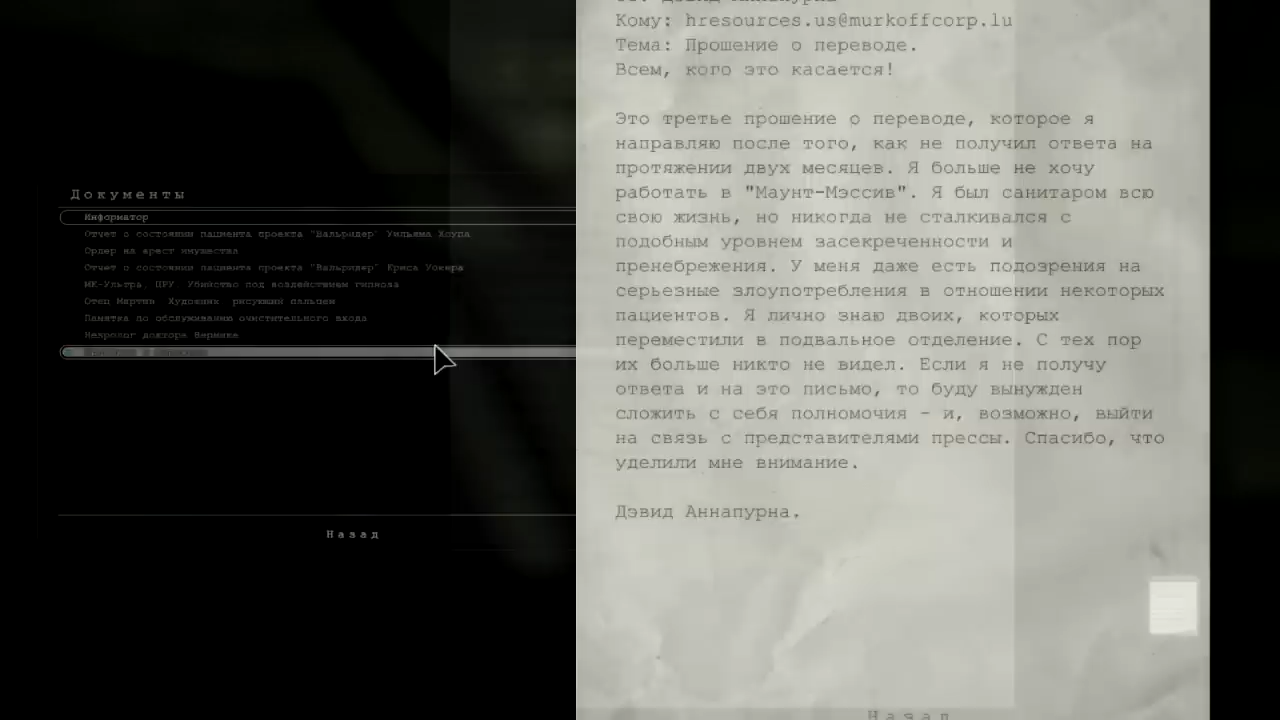 Документы
Информатор
Отчет о состоянии пациента проекта "Вальридер" Уильяма Хоупа
Ордер на арест имущества
Отчет о состоянии пациента проекта "Вальридер" Криса Уокера
МК-Ультра, ЦРУ. Убийство под воздействием гипноза
Отец Мартин. Художник, рисующий пальцем
Памятка по обслуживанию очистительного входа
Некролог доктора Вернике
Назад
Дэвид Аннапурна
Кому: hresources.us@murkoffcorp.lu
Тема: Прошение о переводе.
Всем, кого это касается!
Это третье прошение о переводе, которое я
направляю после того, как не получил ответа на
протяжении двух месяцев. Я больше не хочу
работать в "Маунт-Мэссив". Я был санитаром всю
свою жизнь, но никогда не сталкивался с
подобным уровнем засекреченности и
пренебрежения. У меня даже есть подозрения на
серьезные злоупотребления в отношении некоторых
пациентов. Я лично знаю двоих, которых
переместили в подвальное отделение. С тех пор
их больше никто не видел. Если я не получу
ответа и на это письмо, то буду вынужден
сложить с себя полномочия - и, возможно, выйти
на связь с представителями прессы. Спасибо, что
уделили мне внимание.
Дэвид Аннапурна.
Назад